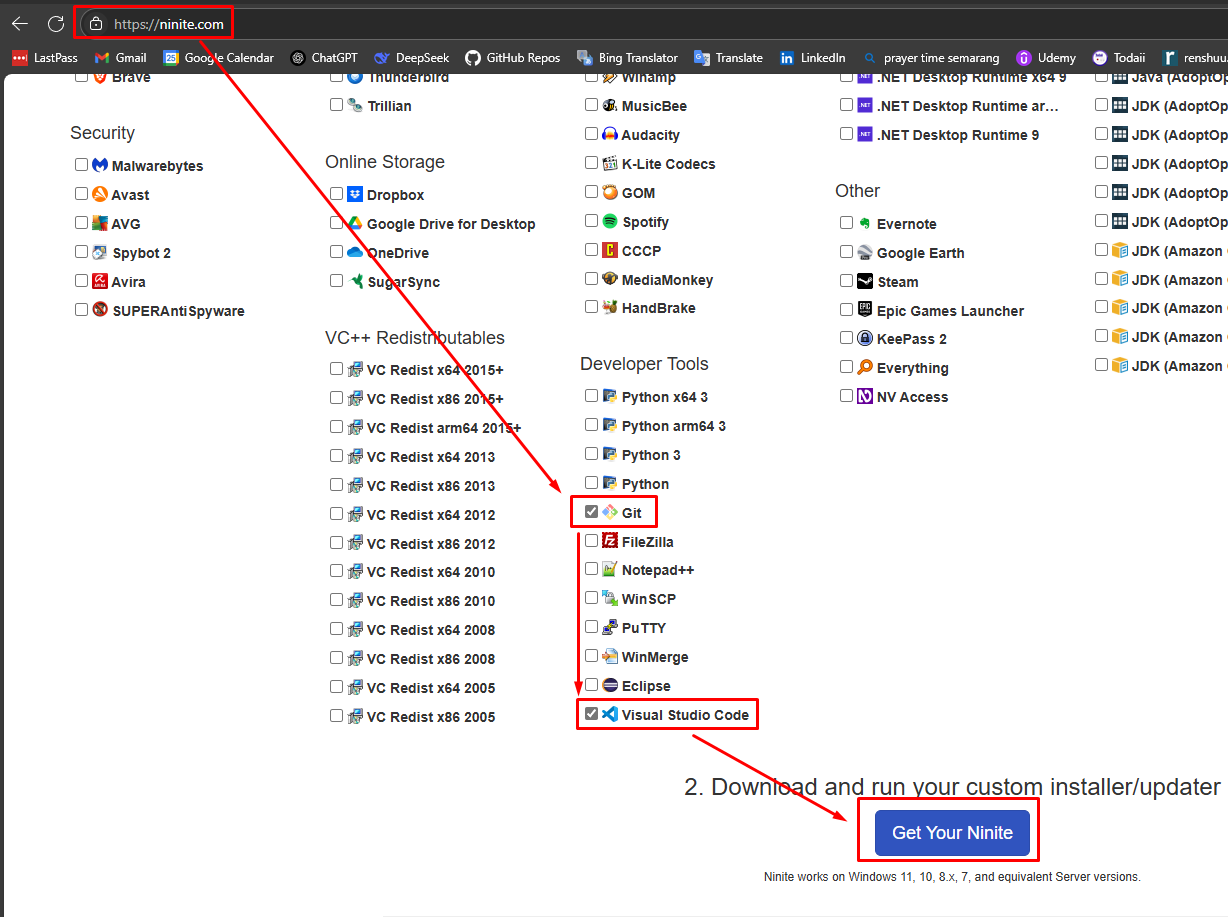 https://ninite.com
LastPass
Gmail
Google Calendar
ChatGPT
DeepSeek
GitHub Repos
Bing Translator
Translate
LinkedIn
prayer time semarang
Udemy
Todaii
renshuu.
Brave
Security
Malwarebytes
Avast
AVG
Spybot 2
Avira
SUPERAntiSpyware
Thunderbird
Trillian
Online Storage
Dropbox
Google Drive for Desktop
OneDrive
SugarSync
VC++ Redistributables
VC Redist x64 2015+
VC Redist x86 2015+
VC Redist arm64 2015+
VC Redist x64 2013
VC Redist x86 2013
VC Redist x64 2012
VC Redist x86 2012
VC Redist x64 2010
VC Redist x86 2010
VC Redist x64 2008
VC Redist x86 2008
VC Redist x64 2005
VC Redist x86 2005
Winamp
MusicBee
Audacity
K-Lite Codecs
GOM
Spotify
CCCP
MediaMonkey
HandBrake
Developer Tools
Python x64 3
Python arm64 3
Python 3
Python
Git
FileZilla
Notepad++
WinSCP
PuTTY
WinMerge
Eclipse
Visual Studio Code
.NET Desktop Runtime x64 9
.NET Desktop Runtime ar...
.NET Desktop Runtime 9
Other
Evernote
Google Earth
Steam
Epic Games Launcher
KeePass 2
Everything
NV Access
Java (AdoptOp
JDK (AdoptOp
JDK (AdoptOp
JDK (AdoptOp
JDK (AdoptOp
JDK (AdoptOp
JDK (Amazon
JDK (Amazon
JDK (Amazon
JDK (Amazon
JDK (Amazon
2. Download and run your custom installer/updater
Get Your Ninite
Ninite works on Windows 11, 10, 8.x, 7, and equivalent Server versions.